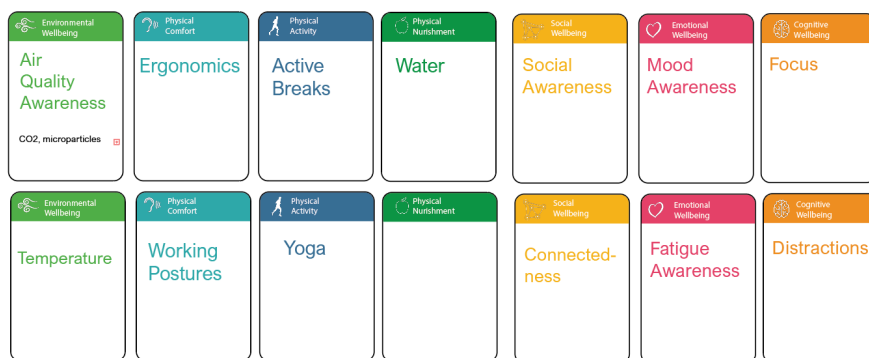 Environmental
Wellbeing
Air
Quality
Awareness
CO2, microparticles
Physical
Comfort
Ergonomics
Physical
Activity
Active
Breaks
Physical
Nurishment
Water
Social
Wellbeing
Social
Awareness
Emotional
Wellbeing
Mood
Awareness
Cognitive
Wellbeing
Focus
Environmental
Wellbeing
Temperature
Physical
Comfort
Working
Postures
Physical
Activity
Yoga
Physical
Nurishment
Social
Wellbeing
Connected-
ness
Emotional
Wellbeing
Fatigue
Awareness
Cognitive
Wellbeing
Distractions